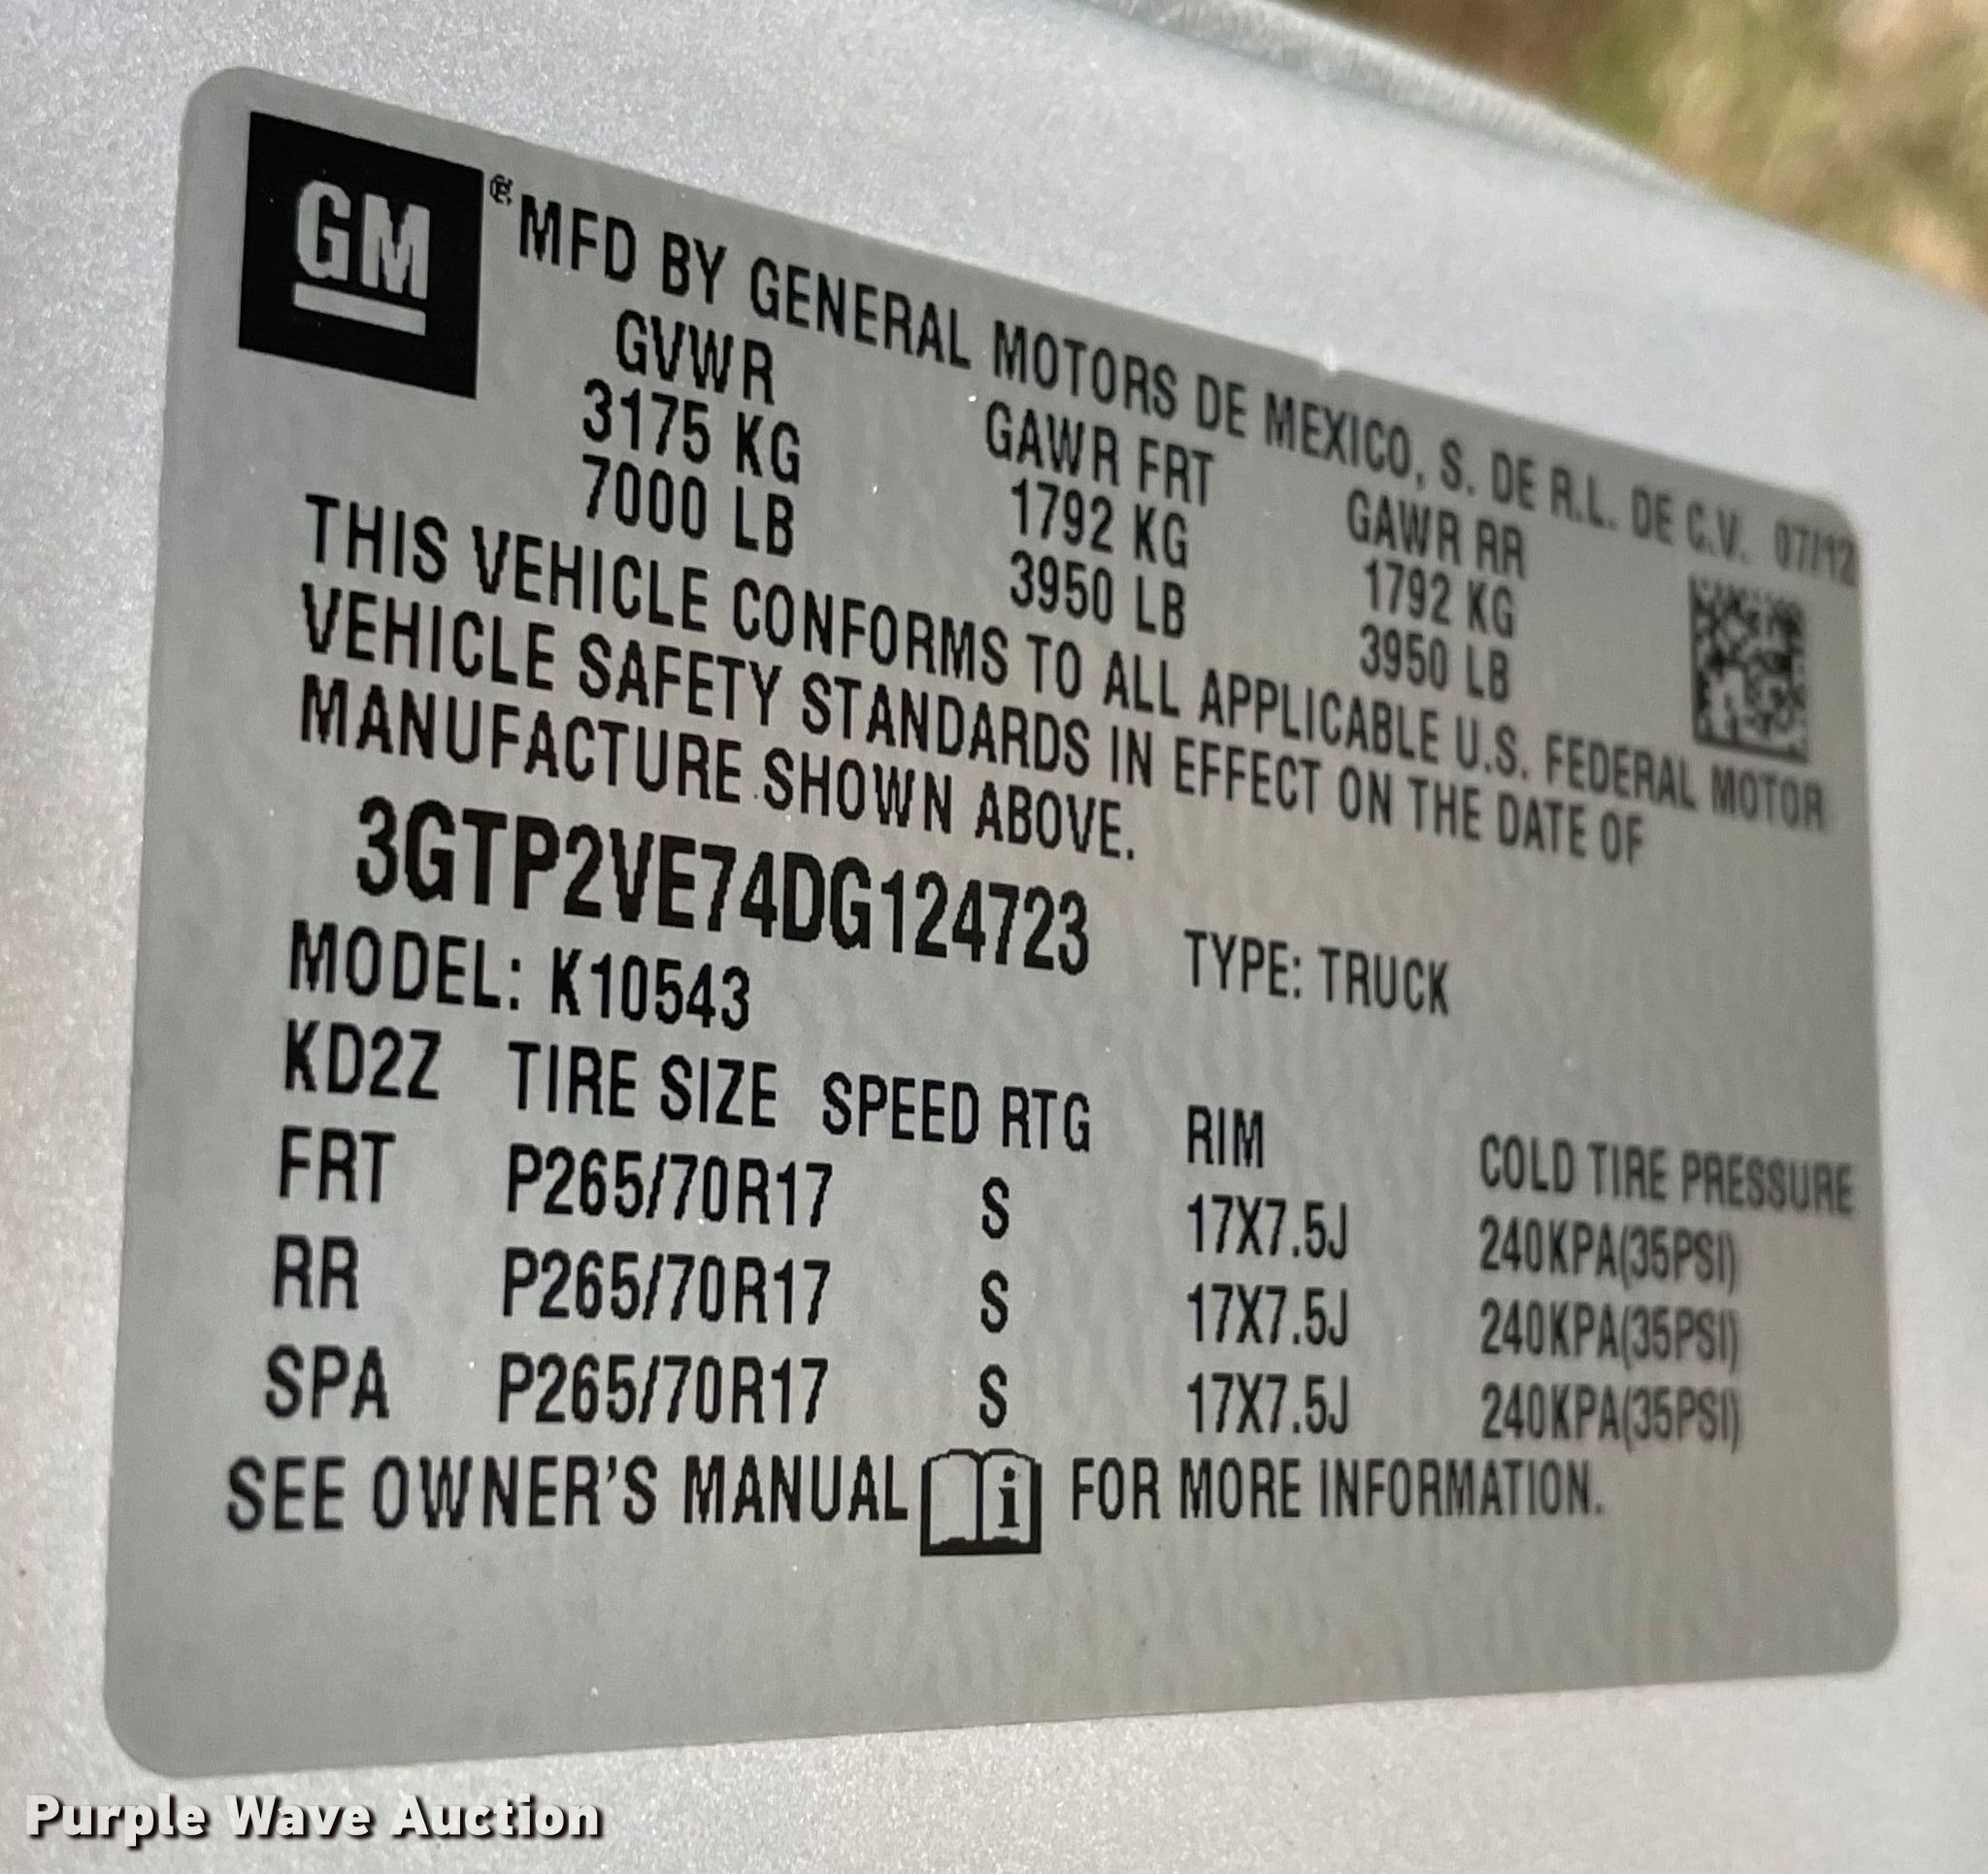 GM
® MFD BY GENERAL MOTORS DE MEXICO, S. DE R.L. DE C.V. 07/12
GVWR GAWR FRT GAWR RR
3175 KG 1792 KG 1792 KG
7000 LB 3950 LB 3950 LB
THIS VEHICLE CONFORMS TO ALL APPLICABLE U.S. FEDERAL MOTOR
VEHICLE SAFETY STANDARDS IN EFFECT ON THE DATE OF
MANUFACTURE SHOWN ABOVE.
3GTP2VE74DG124723 TYPE: TRUCK
MODEL: K10543
KD2Z TIRE SIZE SPEED RTG RIM COLD TIRE PRESSURE
FRT P265/70R17 S 17X7.5J 240KPA(35PSI)
RR P265/70R17 S 17X7.5J 240KPA(35PSI)
SPA P265/70R17 S 17X7.5J 240KPA(35PSI)
SEE OWNER'S MANUAL i FOR MORE INFORMATION.
Purple Wave Auction